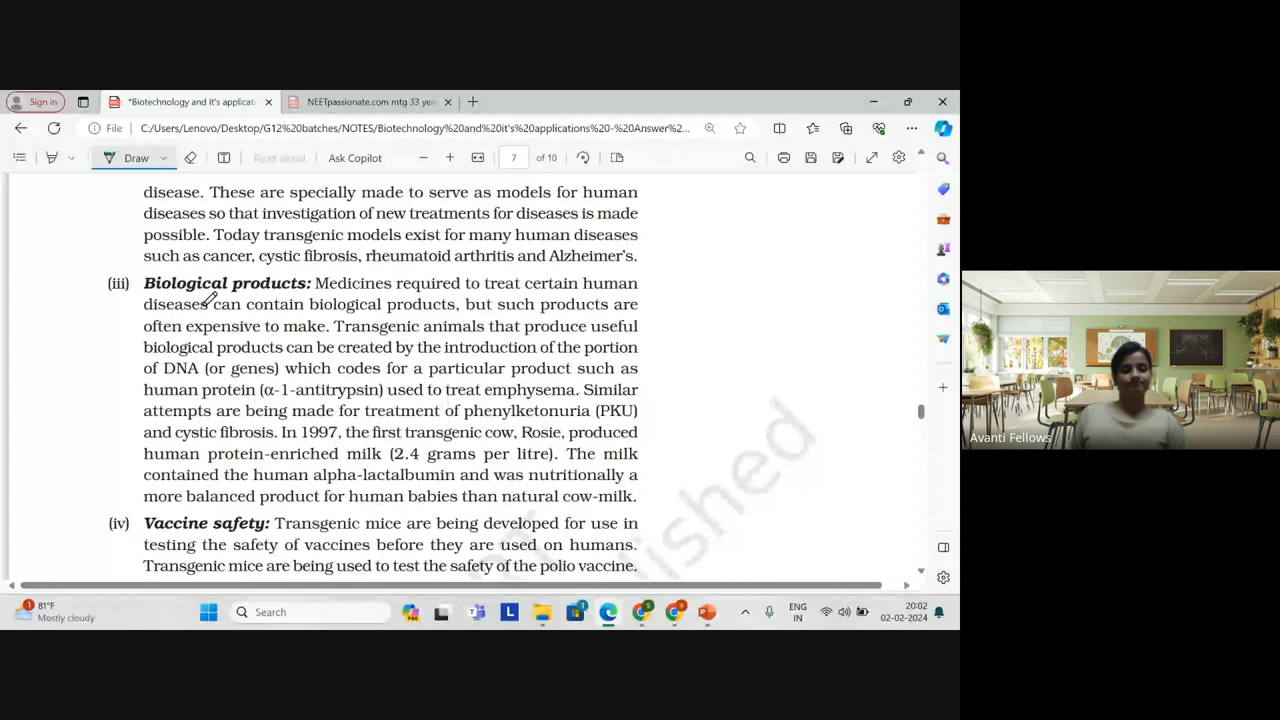 Sign in
*Biotechnology and it's applicati
NEETpassionate.com mtg 33 ye
File
C:/Users/Lenovo/Desktop/G12%20batches/NOTES/Biotechnology%20and%20it's%20applications%20-%20Answer%2...
Draw
Read aloud
Ask Copilot
7
of 10
disease. These are specially made to serve as models for human
diseases so that investigation of new treatments for diseases is made
possible. Today transgenic models exist for many human diseases
such as cancer, cystic fibrosis, rheumatoid arthritis and Alzheimer's.
(iii) Biological products: Medicines required to treat certain human
diseases can contain biological products, but such products are
often expensive to make. Transgenic animals that produce useful
biological products can be created by the introduction of the portion
of DNA (or genes) which codes for a particular product such as
human protein (α-1-antitrypsin) used to treat emphysema. Similar
attempts are being made for treatment of phenylketonuria (PKU)
and cystic fibrosis. In 1997, the first transgenic cow, Rosie, produced
human protein-enriched milk (2.4 grams per litre). The milk
contained the human alpha-lactalbumin and was nutritionally a
more balanced product for human babies than natural cow-milk.
(iv) Vaccine safety: Transgenic mice are being developed for use in
testing the safety of vaccines before they are used on humans.
Transgenic mice are being used to test the safety of the polio vaccine.
lished
Avanti Fellows
1
81°F
Mostly cloudy
Search
ENG
IN
20:02
02-02-2024